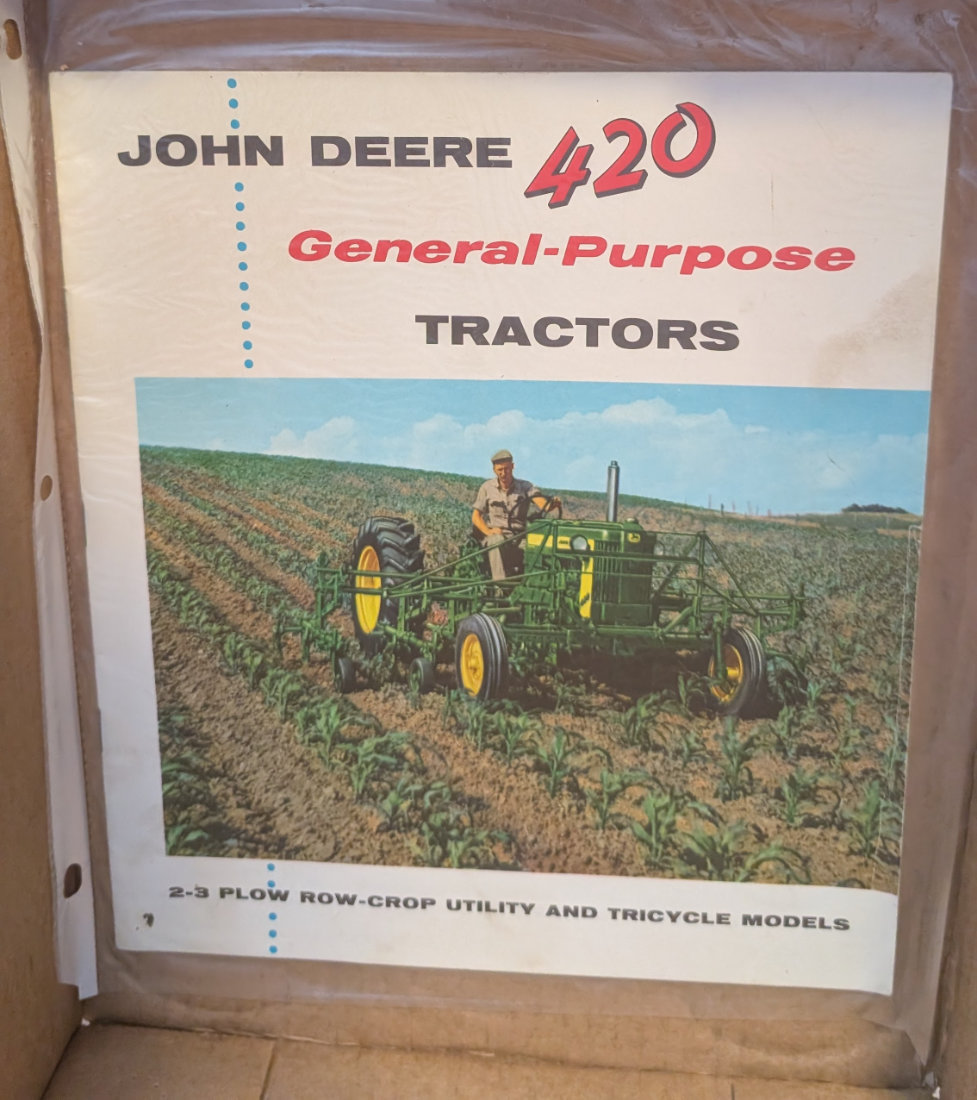 JOHN DEERE 420
General-Purpose
TRACTORS
2-3 PLOW ROW-CROP UTILITY AND TRICYCLE MODELS